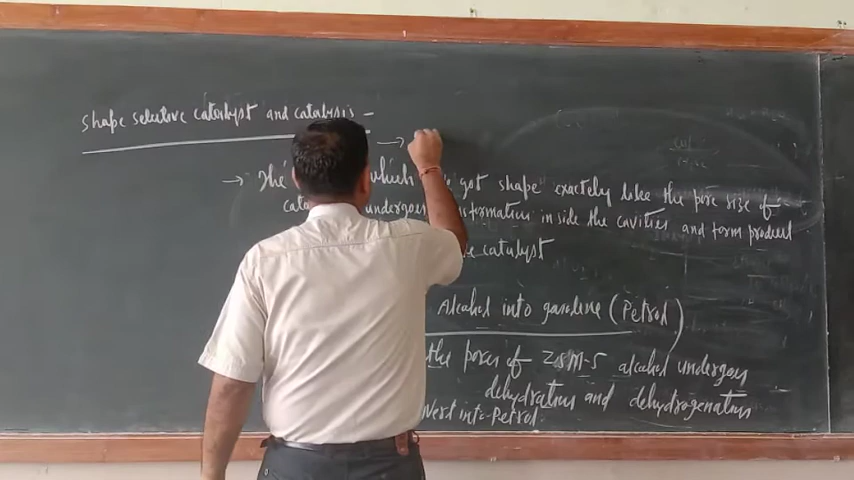 shape selective catalyst and catalysis -
→
→ The which got shape exactly like the pore size of
cata undergoes inside the cavities and form product
catalyst
Alcohol into gasoline (Petrol)
the pores of ZSM-5 alcohol undergoes
dehydration and dehydrogenation
into-Petrol